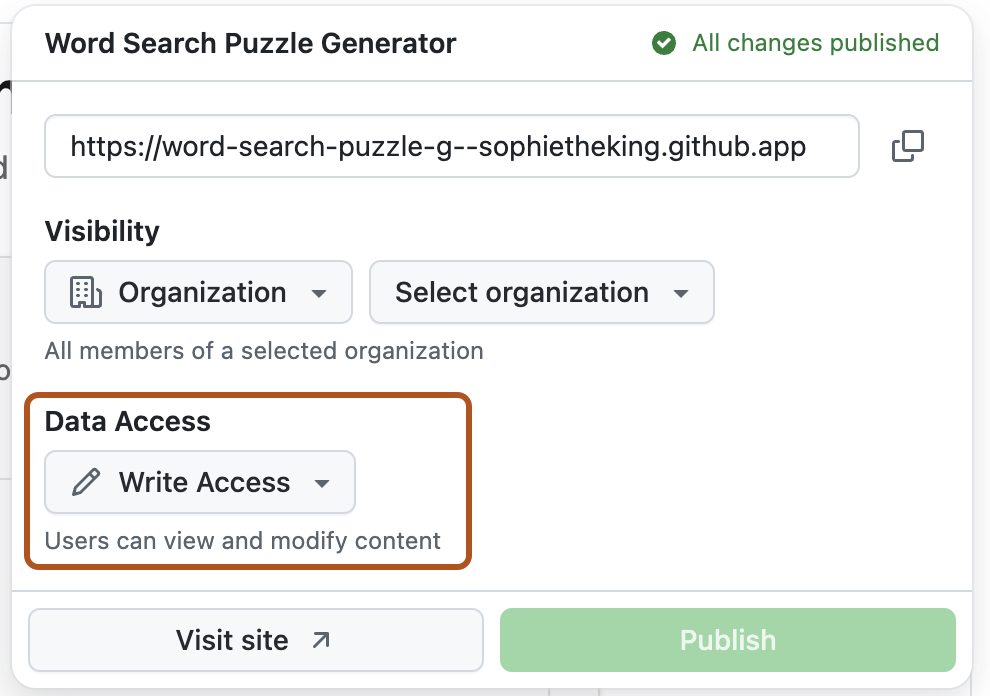 Word Search Puzzle Generator
All changes published
https://word-search-puzzle-g--sophietheking.github.app
Visibility
Organization
Select organization
All members of a selected organization
Data Access
Write Access
Users can view and modify content
Visit site
Publish